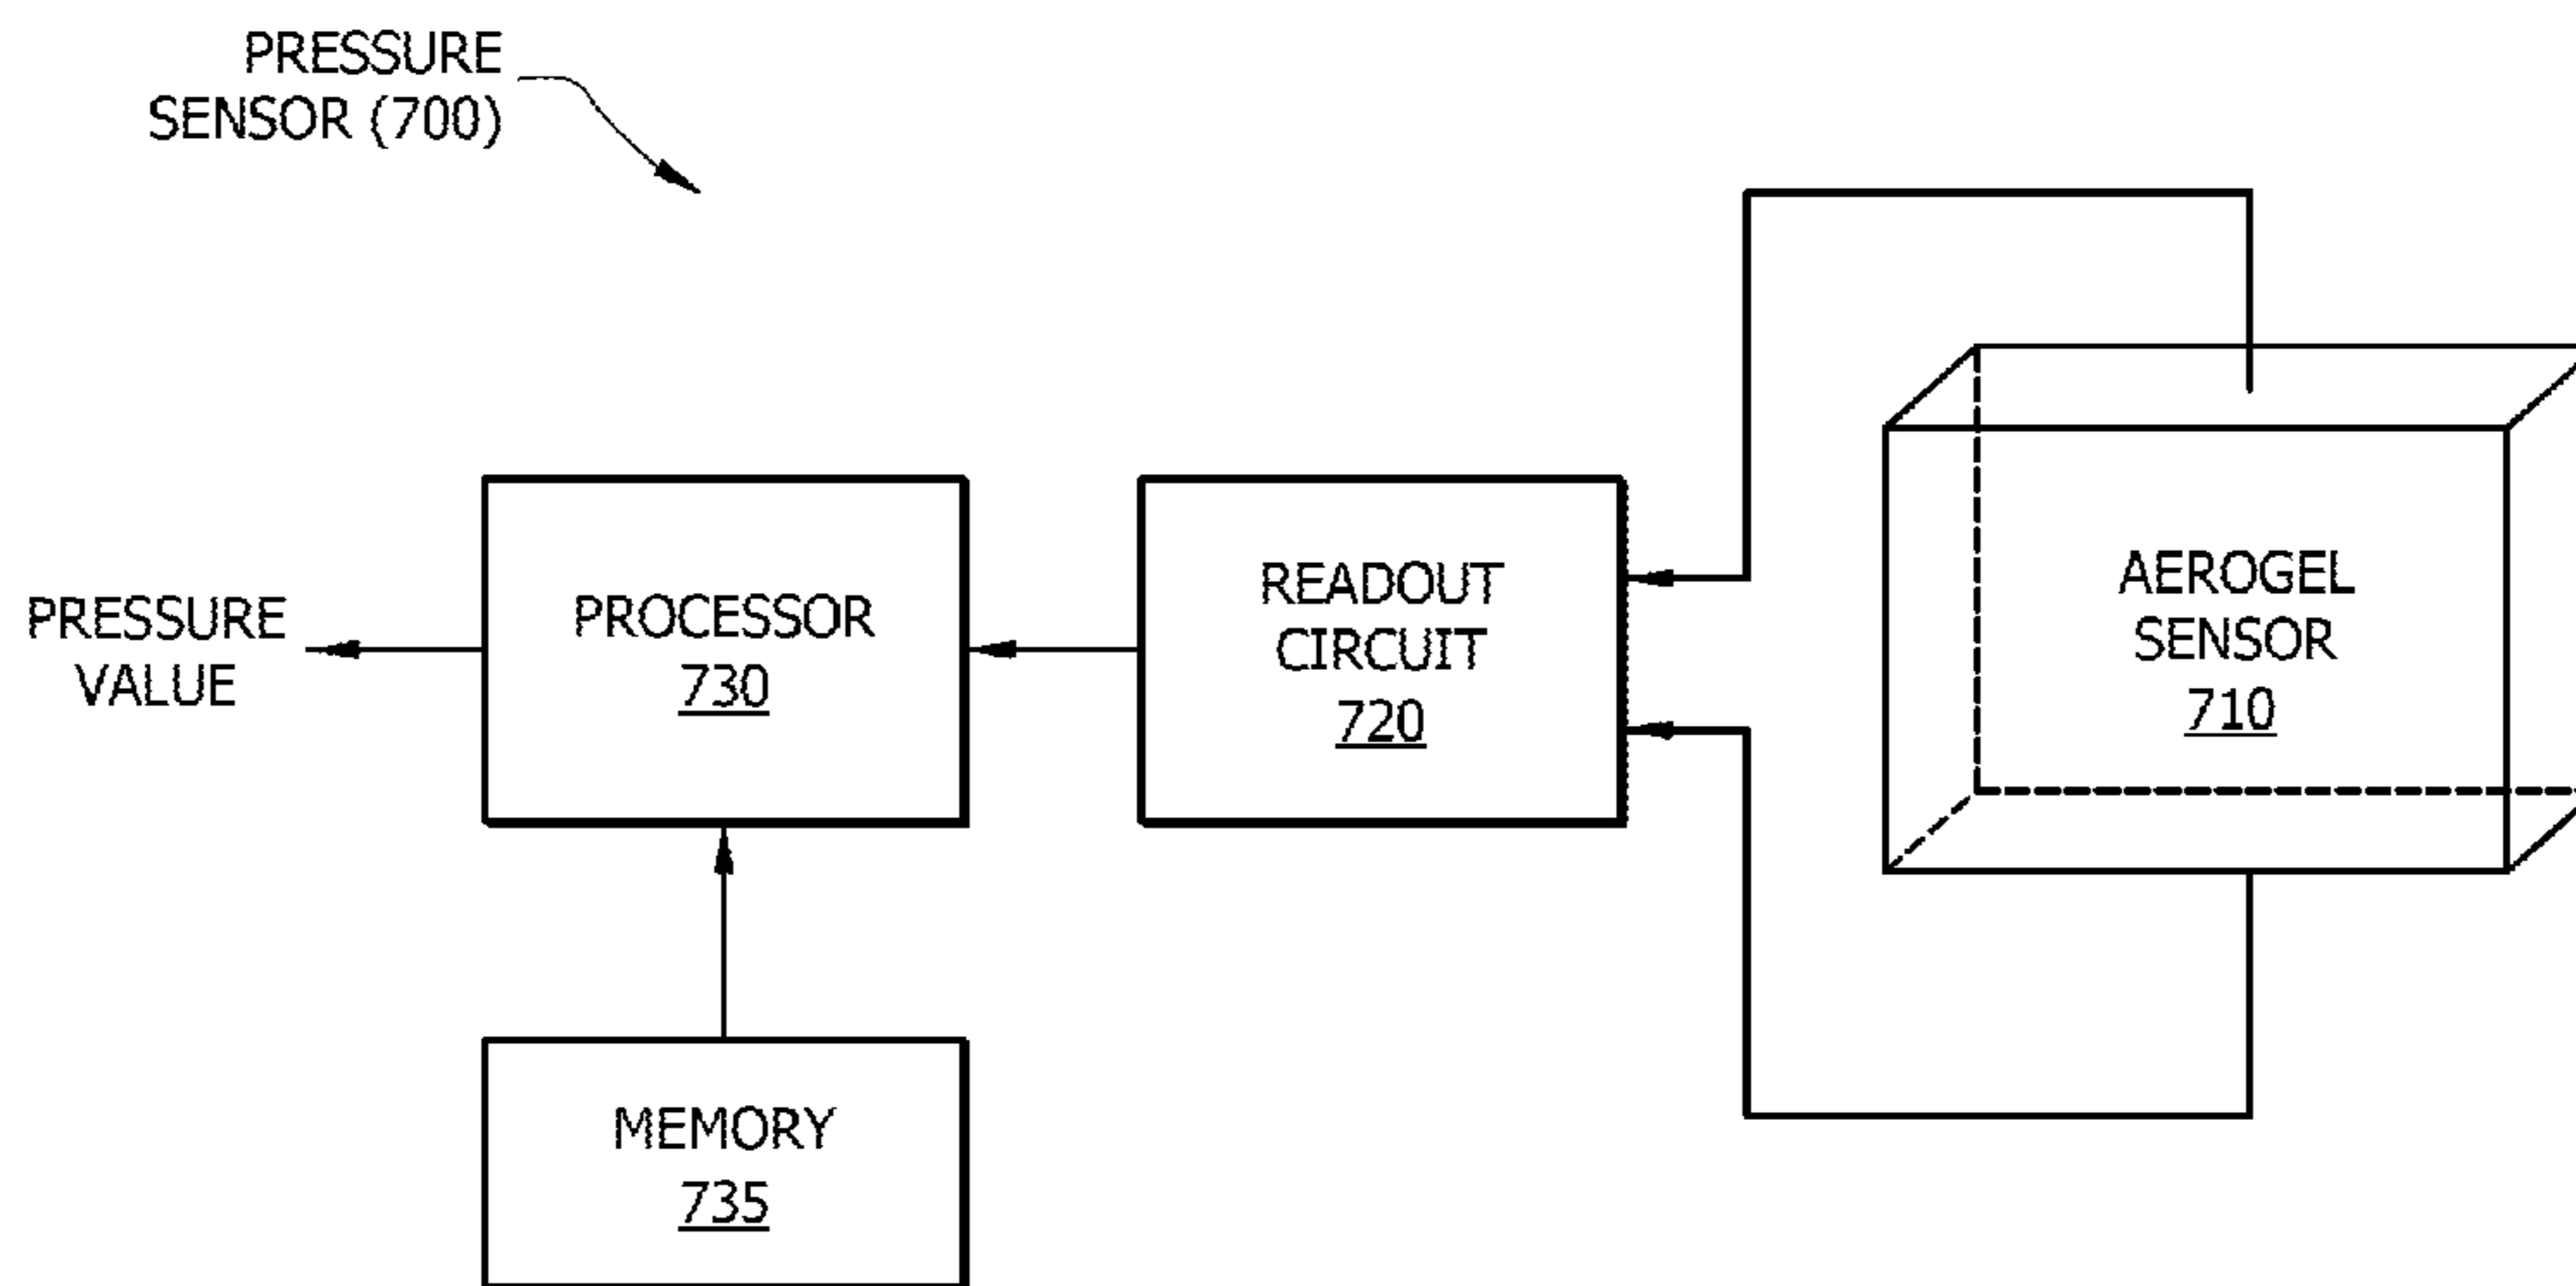 PRESSURE
SENSOR (700)
PRESSURE
VALUE
PROCESSOR
730
READOUT
CIRCUIT
720
AEROGEL
SENSOR
710
MEMORY
735